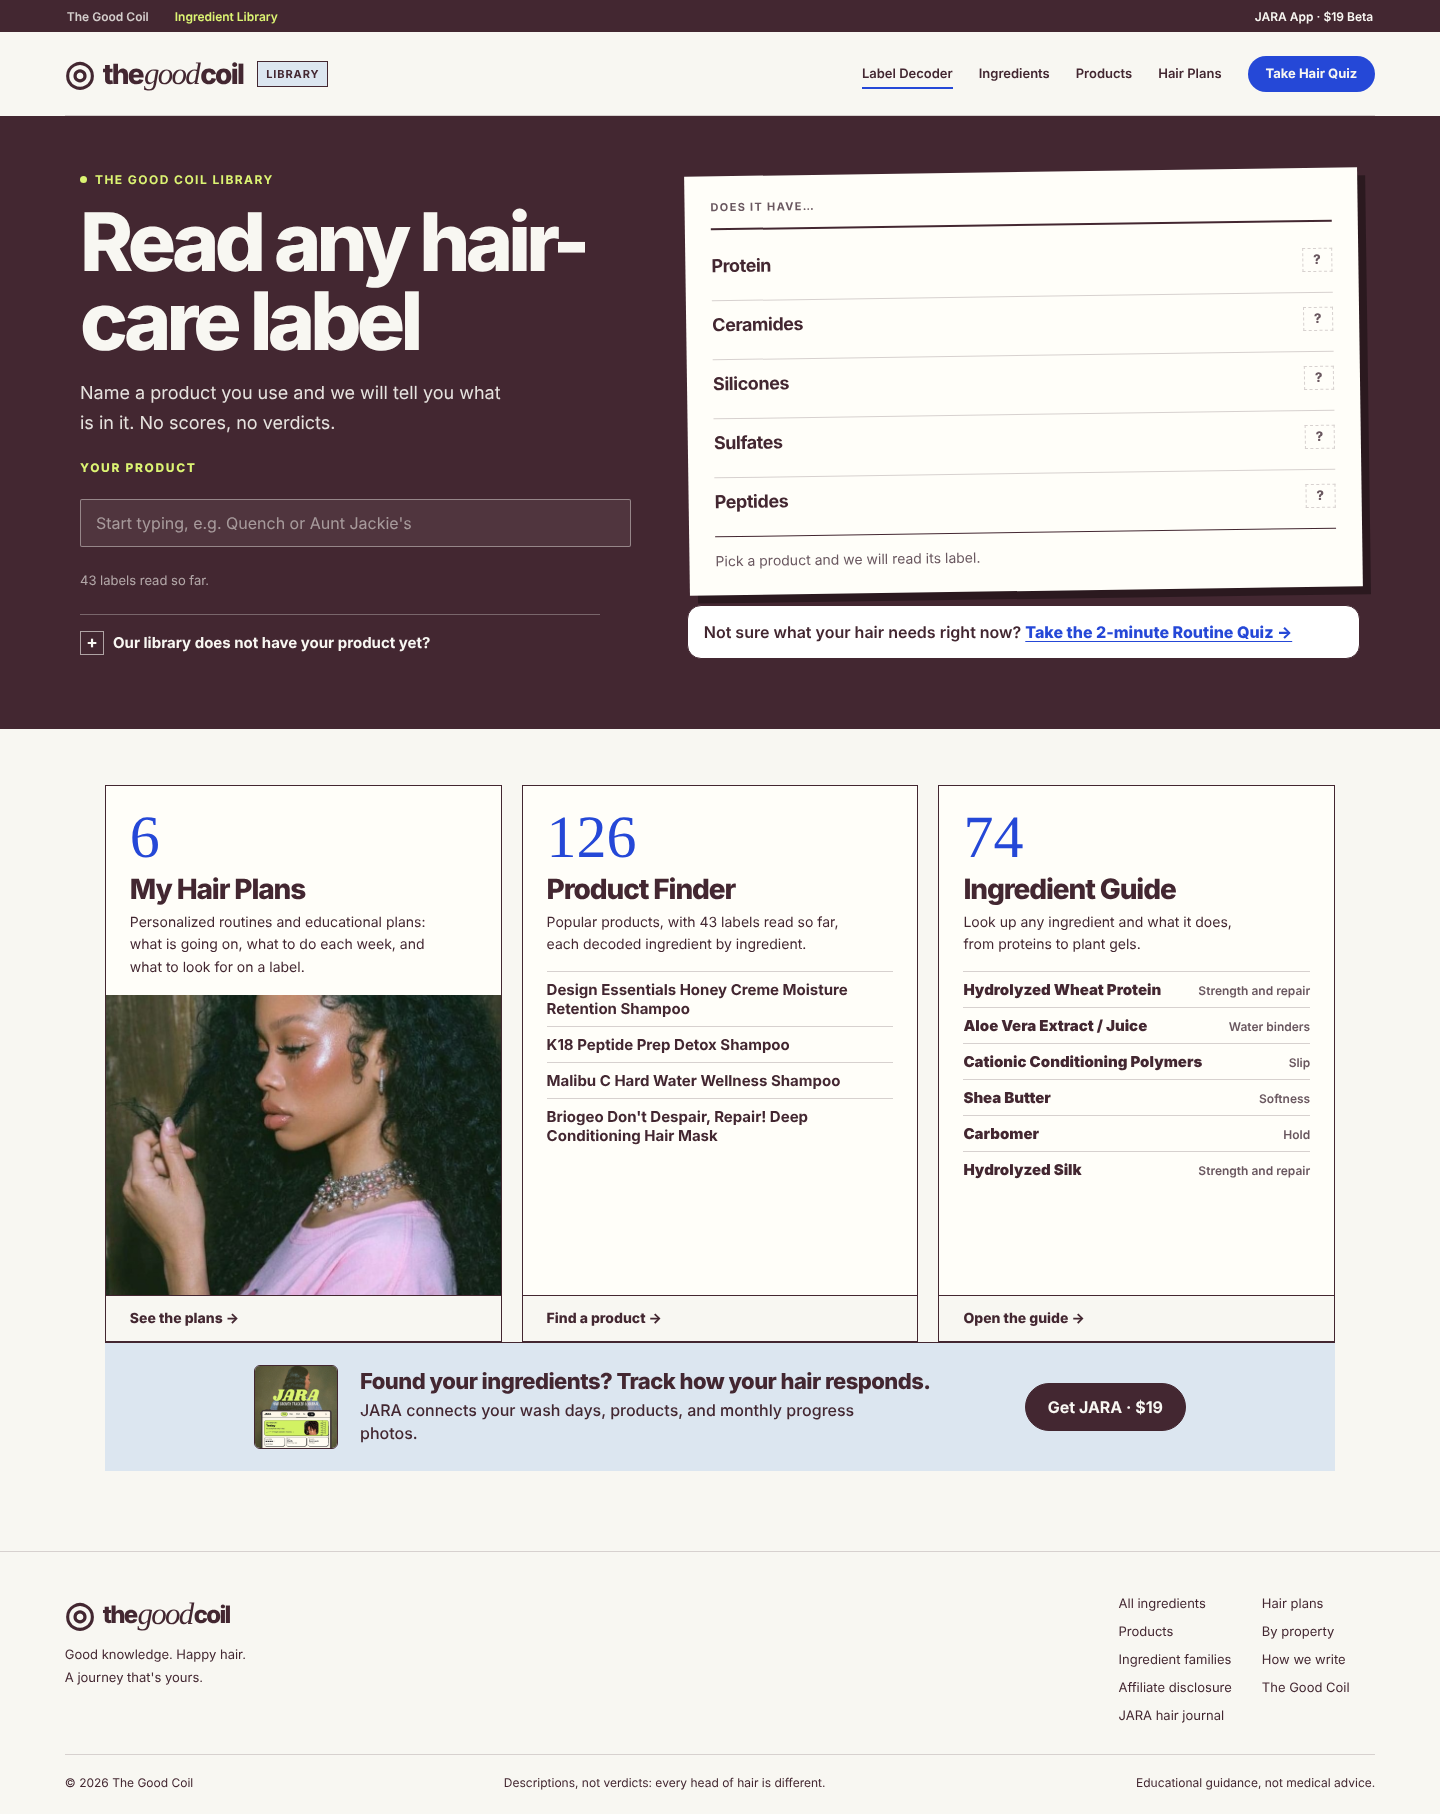 The Good Coil
Ingredient Library
JARA App · $19 Beta
thegoodcoil
LIBRARY
Label Decoder
Ingredients
Products
Hair Plans
Take Hair Quiz
THE GOOD COIL LIBRARY
Read any hair-
care label
Name a product you use and we will tell you what
is in it. No scores, no verdicts.
YOUR PRODUCT
Start typing, e.g. Quench or Aunt Jackie's
43 labels read so far.
+ Our library does not have your product yet?
DOES IT HAVE...
Protein ?
Ceramides ?
Silicones ?
Sulfates ?
Peptides ?
Pick a product and we will read its label.
Not sure what your hair needs right now? Take the 2-minute Routine Quiz →
6
My Hair Plans
Personalized routines and educational plans:
what is going on, what to do each week, and
what to look for on a label.
See the plans →
126
Product Finder
Popular products, with 43 labels read so far,
each decoded ingredient by ingredient.
Design Essentials Honey Creme Moisture
Retention Shampoo
K18 Peptide Prep Detox Shampoo
Malibu C Hard Water Wellness Shampoo
Briogeo Don't Despair, Repair! Deep
Conditioning Hair Mask
Find a product →
74
Ingredient Guide
Look up any ingredient and what it does,
from proteins to plant gels.
Hydrolyzed Wheat Protein Strength and repair
Aloe Vera Extract / Juice Water binders
Cationic Conditioning Polymers Slip
Shea Butter Softness
Carbomer Hold
Hydrolyzed Silk Strength and repair
Open the guide →
JARA
Found your ingredients? Track how your hair responds.
JARA connects your wash days, products, and monthly progress
photos.
Get JARA · $19
thegoodcoil
Good knowledge. Happy hair.
A journey that's yours.
All ingredients
Products
Ingredient families
Affiliate disclosure
JARA hair journal
Hair plans
By property
How we write
The Good Coil
© 2026 The Good Coil
Descriptions, not verdicts: every head of hair is different.
Educational guidance, not medical advice.